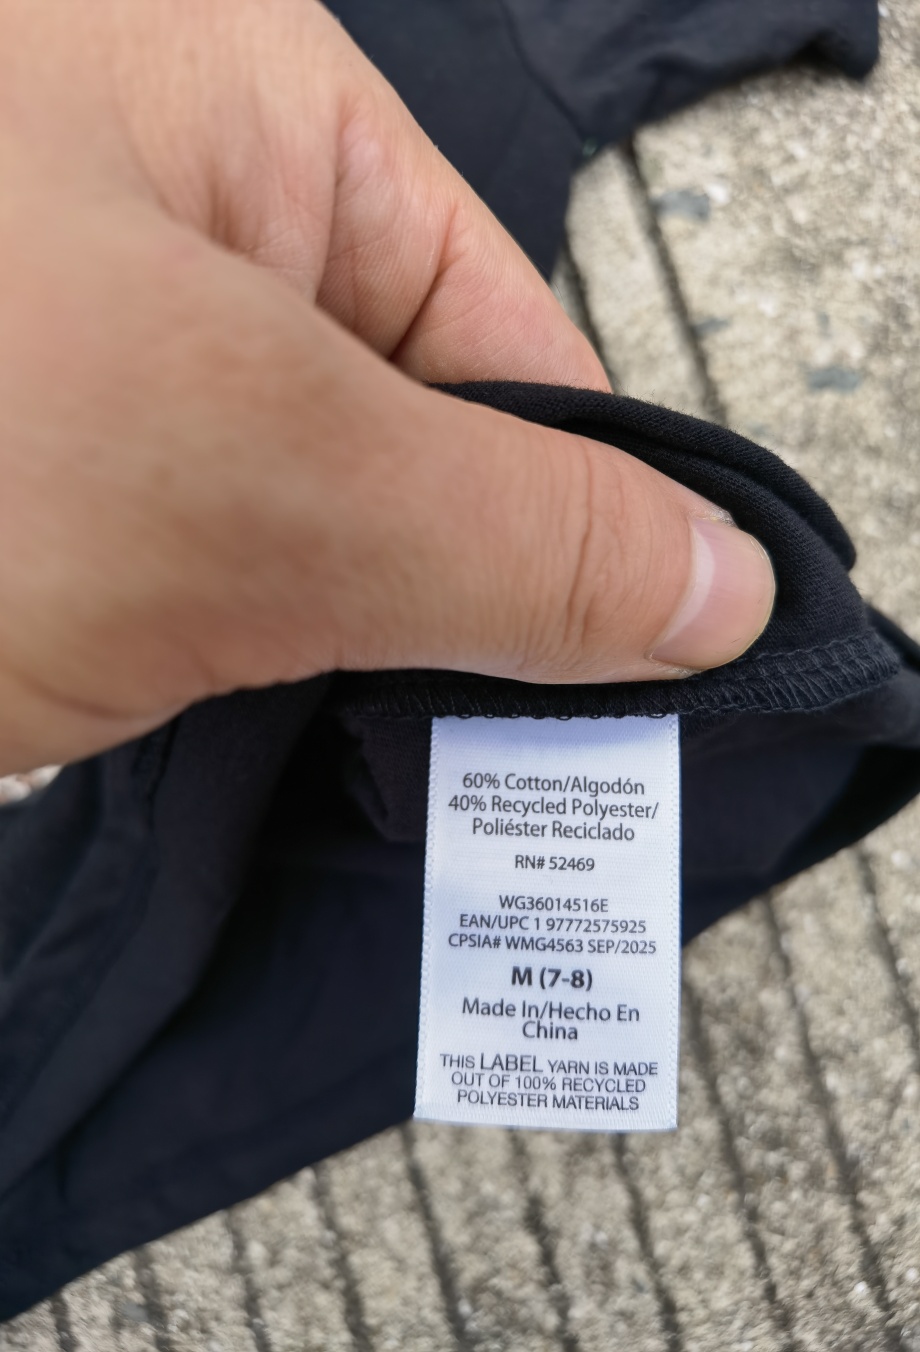 60% Cotton/Algodón
40% Recycled Polyester/
Poliéster Reciclado
RN# 52469
WG36014516E
EAN/UPC 1 97772575925
CPSIA# WMG4563 SEP/2025
M (7-8)
Made In/Hecho En
China
THIS LABEL YARN IS MADE
OUT OF 100% RECYCLED
POLYESTER MATERIALS